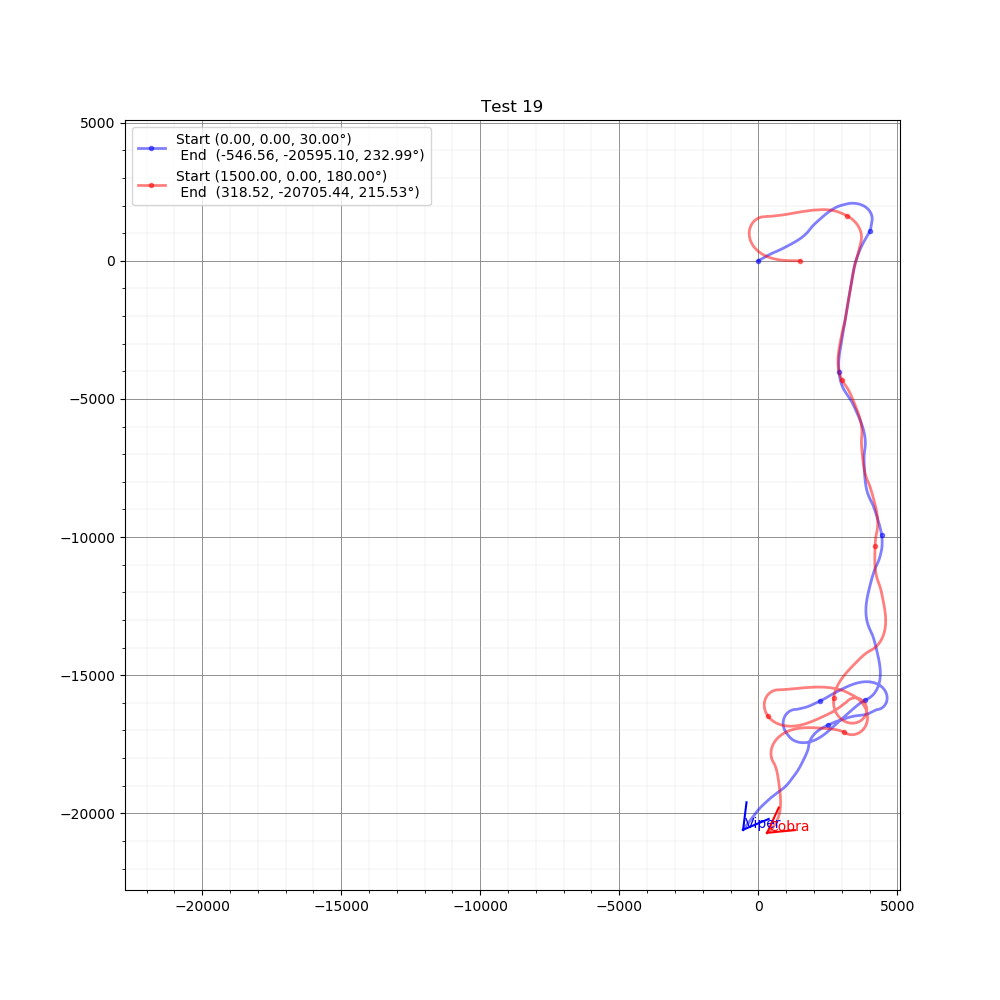 Test 19
Start (0.00, 0.00, 30.00°)
End (-546.56, -20595.10, 232.99°)
Start (1500.00, 0.00, 180.00°)
End (318.52, -20705.44, 215.53°)
5000
0
−5000
−10000
−15000
−20000
Viper
Cobra
−20000 −15000 −10000 −5000 0 5000